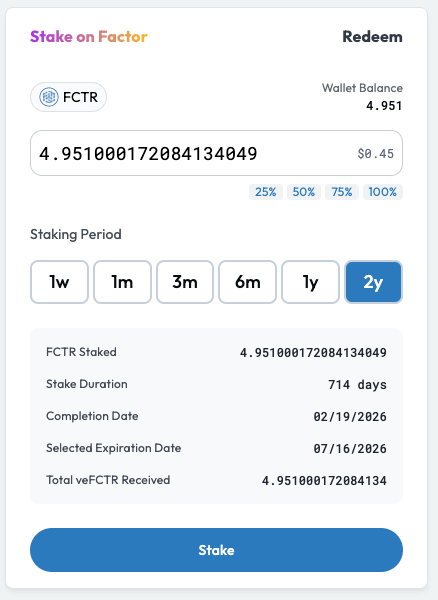 Stake on Factor Redeem
FCTR
Wallet Balance
4.951
4.951000172084134049 $0.45
25% 50% 75% 100%
Staking Period
1w 1m 3m 6m 1y 2y
FCTR Staked 4.951000172084134049
Stake Duration 714 days
Completion Date 02/19/2026
Selected Expiration Date 07/16/2026
Total veFCTR Received 4.951000172084134
Stake